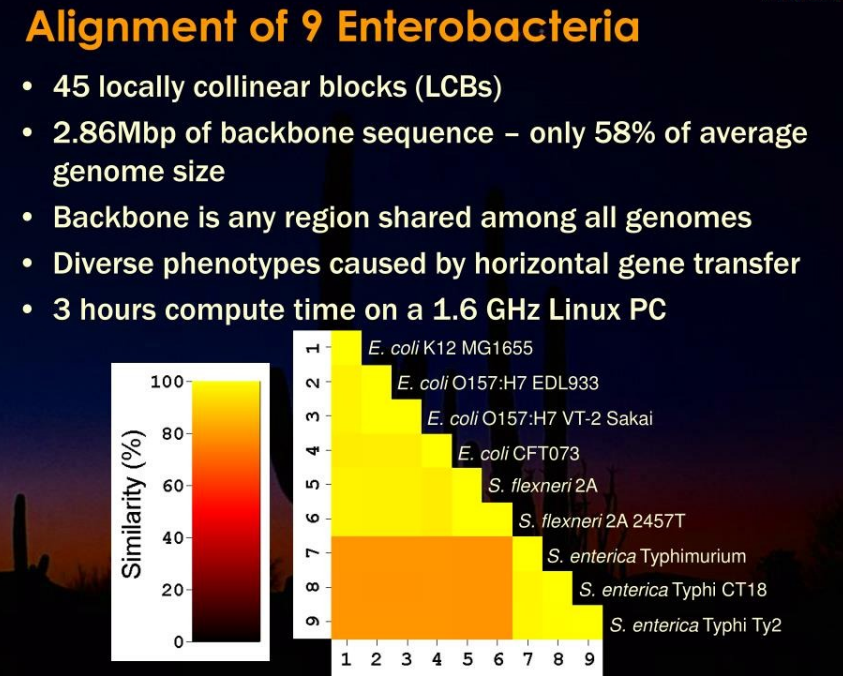 Alignment of 9 Enterobacteria
• 45 locally collinear blocks (LCBs)
• 2.86Mbp of backbone sequence – only 58% of average
genome size
• Backbone is any region shared among all genomes
• Diverse phenotypes caused by horizontal gene transfer
• 3 hours compute time on a 1.6 GHz Linux PC
Similarity (%)
100
80
60
40
20
0
1 E. coli K12 MG1655
2 E. coli O157:H7 EDL933
3 E. coli O157:H7 VT-2 Sakai
4 E. coli CFT073
5 S. flexneri 2A
6 S. flexneri 2A 2457T
7 S. enterica Typhimurium
8 S. enterica Typhi CT18
9 S. enterica Typhi Ty2
1 2 3 4 5 6 7 8 9